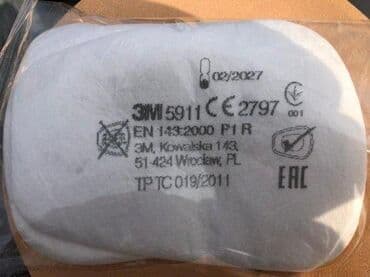 02/2027
3M 5911 CE 2797
001
EN 143:2000 P1 R
3M, Kowalska 143,
51-424 Wrocław, PL
TP TC 019/2011
EAC